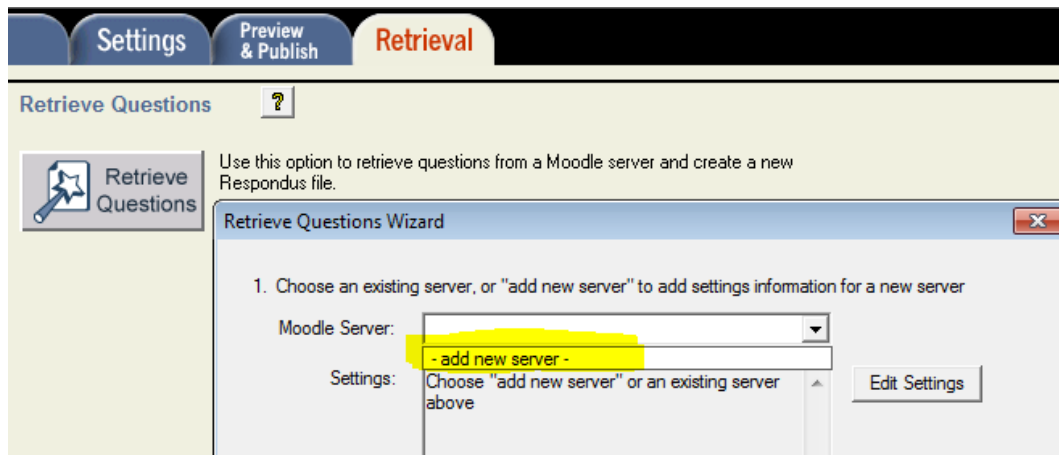 Settings
Preview
& Publish
Retrieval
Retrieve Questions
?
Retrieve
Questions
Use this option to retrieve questions from a Moodle server and create a new
Respondus file.
Retrieve Questions Wizard
1. Choose an existing server, or "add new server" to add settings information for a new server
Moodle Server:
- add new server -
Settings:
Choose "add new server" or an existing server
above
Edit Settings